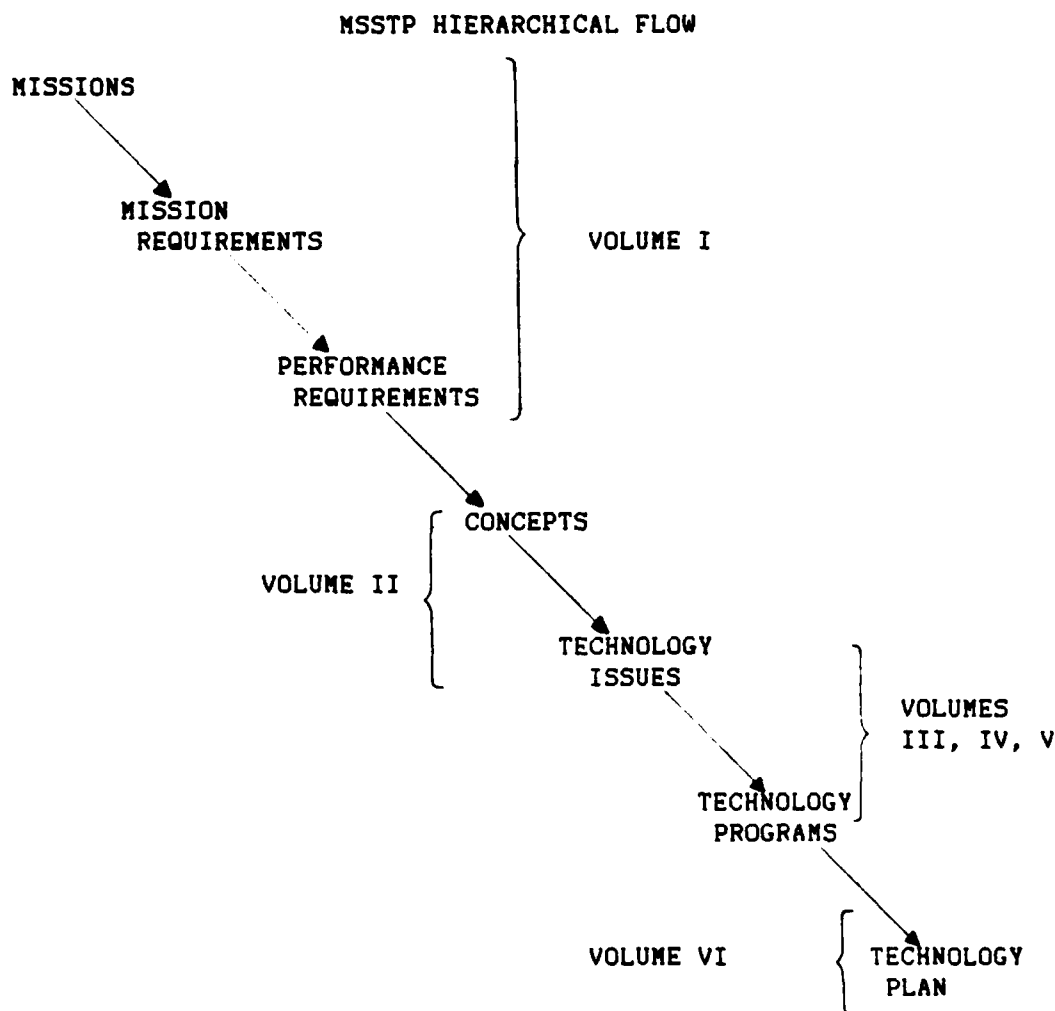 MSSTP HIERARCHICAL FLOW
MISSIONS
MISSION
REQUIREMENTS
VOLUME I
PERFORMANCE
REQUIREMENTS
CONCEPTS
VOLUME II
TECHNOLOGY
ISSUES
VOLUMES
III, IV, V
TECHNOLOGY
PROGRAMS
VOLUME VI
TECHNOLOGY
PLAN